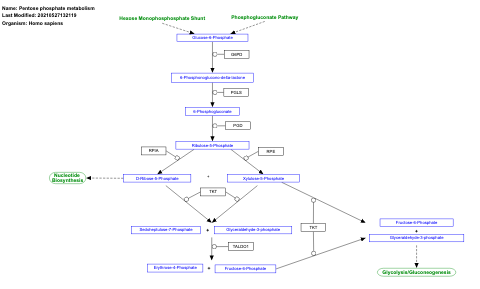 Name: Pentose phosphate metabolism
Last Modified: 20210527132119
Organism: Homo sapiens
Hexose Monophosphate Shunt
Phosphogluconate Pathway
Glucose-6-Phosphate
G6PD
6-Phosphonoglucono-delta-lactone
PGLS
6-Phosphogluconate
PGD
Ribulose-5-Phosphate
RPIA
RPE
Nucleotide
Biosynthesis
D-Ribose-5-Phosphate
+
Xylulose-5-Phosphate
TKT
Sedoheptulose-7-Phosphate
+
Glyceraldehyde-3-phosphate
TKT
Fructose-6-Phosphate
+
Glyceraldehyde-3-phosphate
TALDO1
Erythrose-4-Phosphate
+
Fructose-6-Phosphate
Glycolysis/Gluconeogenesis